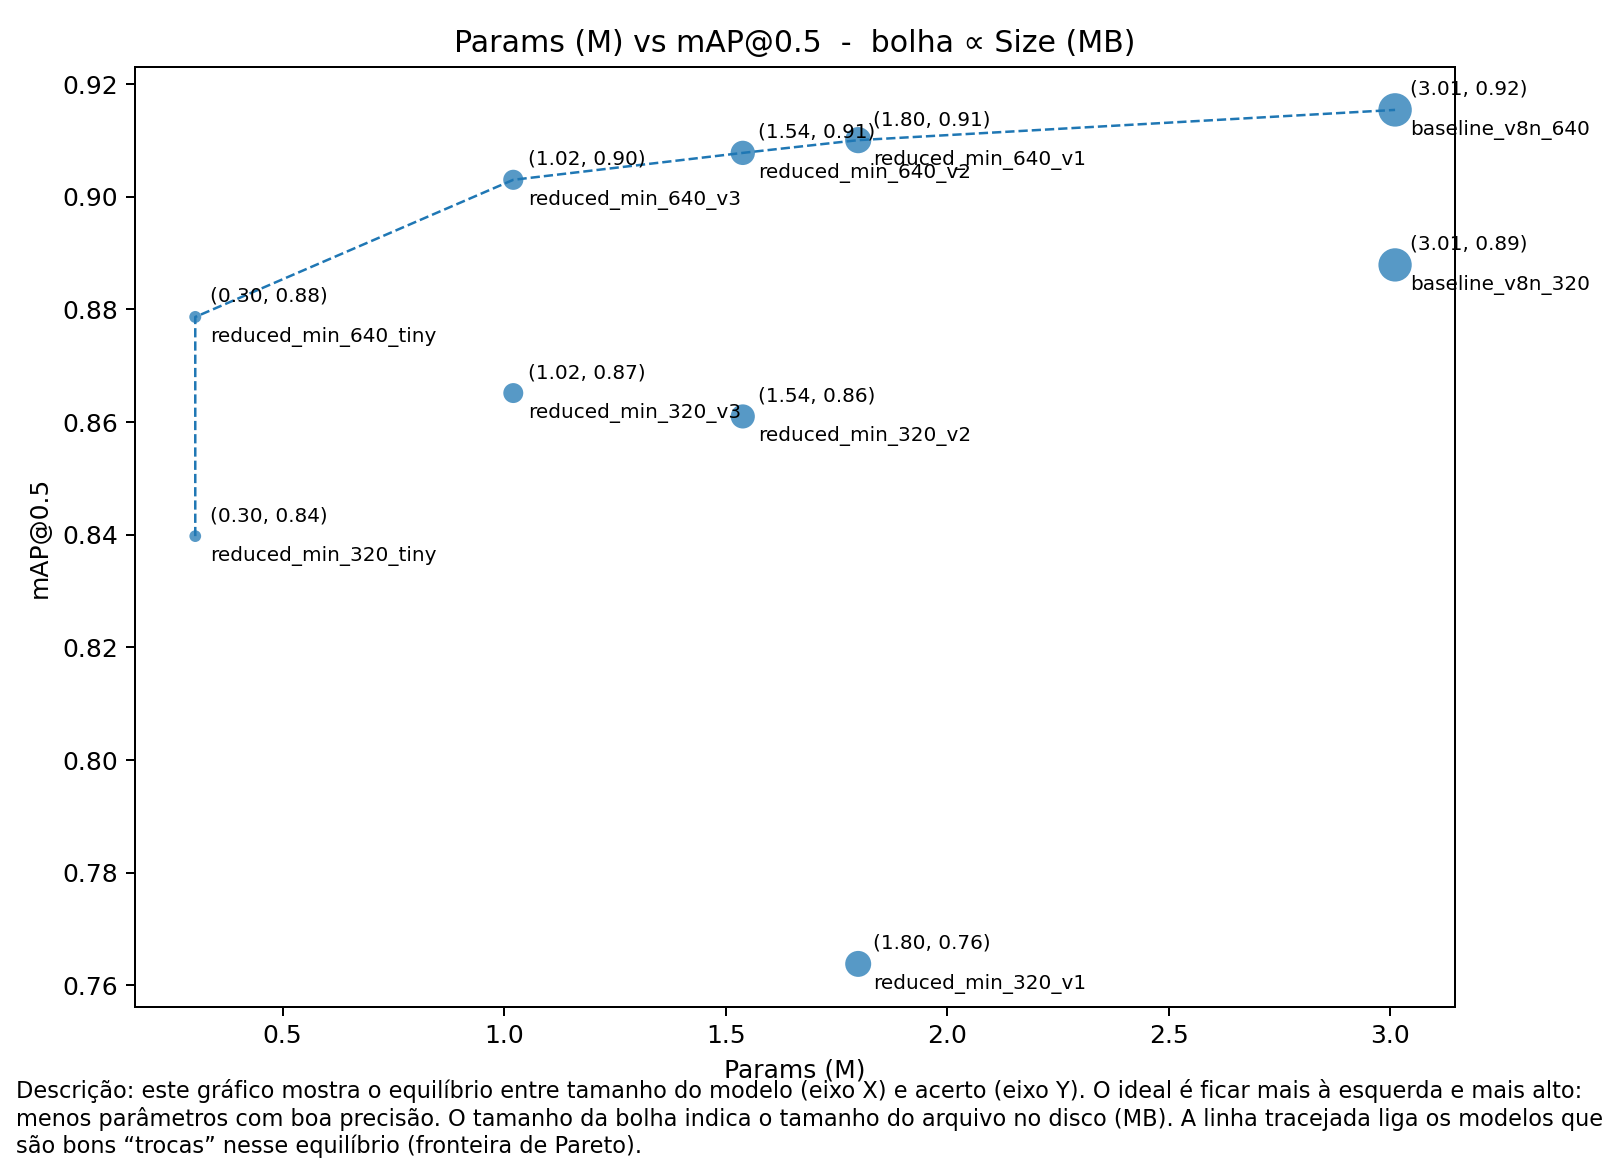 Params (M) vs mAP@0.5 - bolha ∝ Size (MB)
0.92
(3.01, 0.92)
baseline_v8n_640
(1.80, 0.91)
(1.54, 0.91)
reduced_min_640_v1
reduced_min_640_v2
(1.02, 0.90)
reduced_min_640_v3
0.90
(3.01, 0.89)
baseline_v8n_320
0.88
(0.30, 0.88)
reduced_min_640_tiny
(1.02, 0.87)
reduced_min_320_v3
(1.54, 0.86)
reduced_min_320_v2
0.86
mAP@0.5
0.84
(0.30, 0.84)
reduced_min_320_tiny
0.82
0.80
0.78
(1.80, 0.76)
reduced_min_320_v1
0.76
0.5 1.0 1.5 2.0 2.5 3.0
Params (M)
Descrição: este gráfico mostra o equilíbrio entre tamanho do modelo (eixo X) e acerto (eixo Y). O ideal é ficar mais à esquerda e mais alto:
menos parâmetros com boa precisão. O tamanho da bolha indica o tamanho do arquivo no disco (MB). A linha tracejada liga os modelos que
são bons “trocas” nesse equilíbrio (fronteira de Pareto).